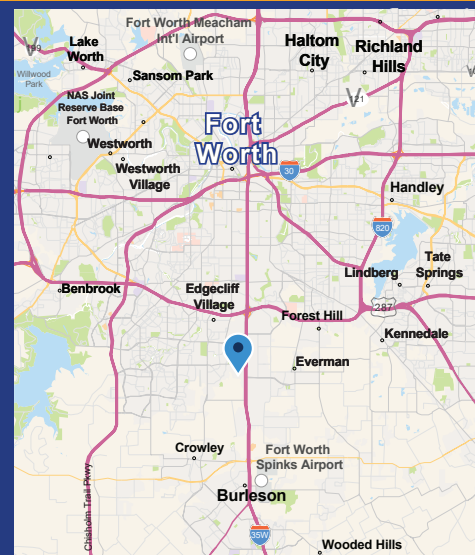 Fort Worth Meacham
Int'l Airport
199
Lake
Worth
Haltom
City
Richland
Hills
Willwood
Park
Sansom Park
NAS Joint
Reserve Base
Fort Worth
121
Fort
Worth
Westworth
Westworth
Village
30
Handley
820
Tate
Springs
Lindberg
Benbrook
Edgecliff
Village
287
Forest Hill
Kennedale
Everman
Crowley
Fort Worth
Spinks Airport
Chisholm Trail Pkwy
Burleson
35W
Wooded Hills